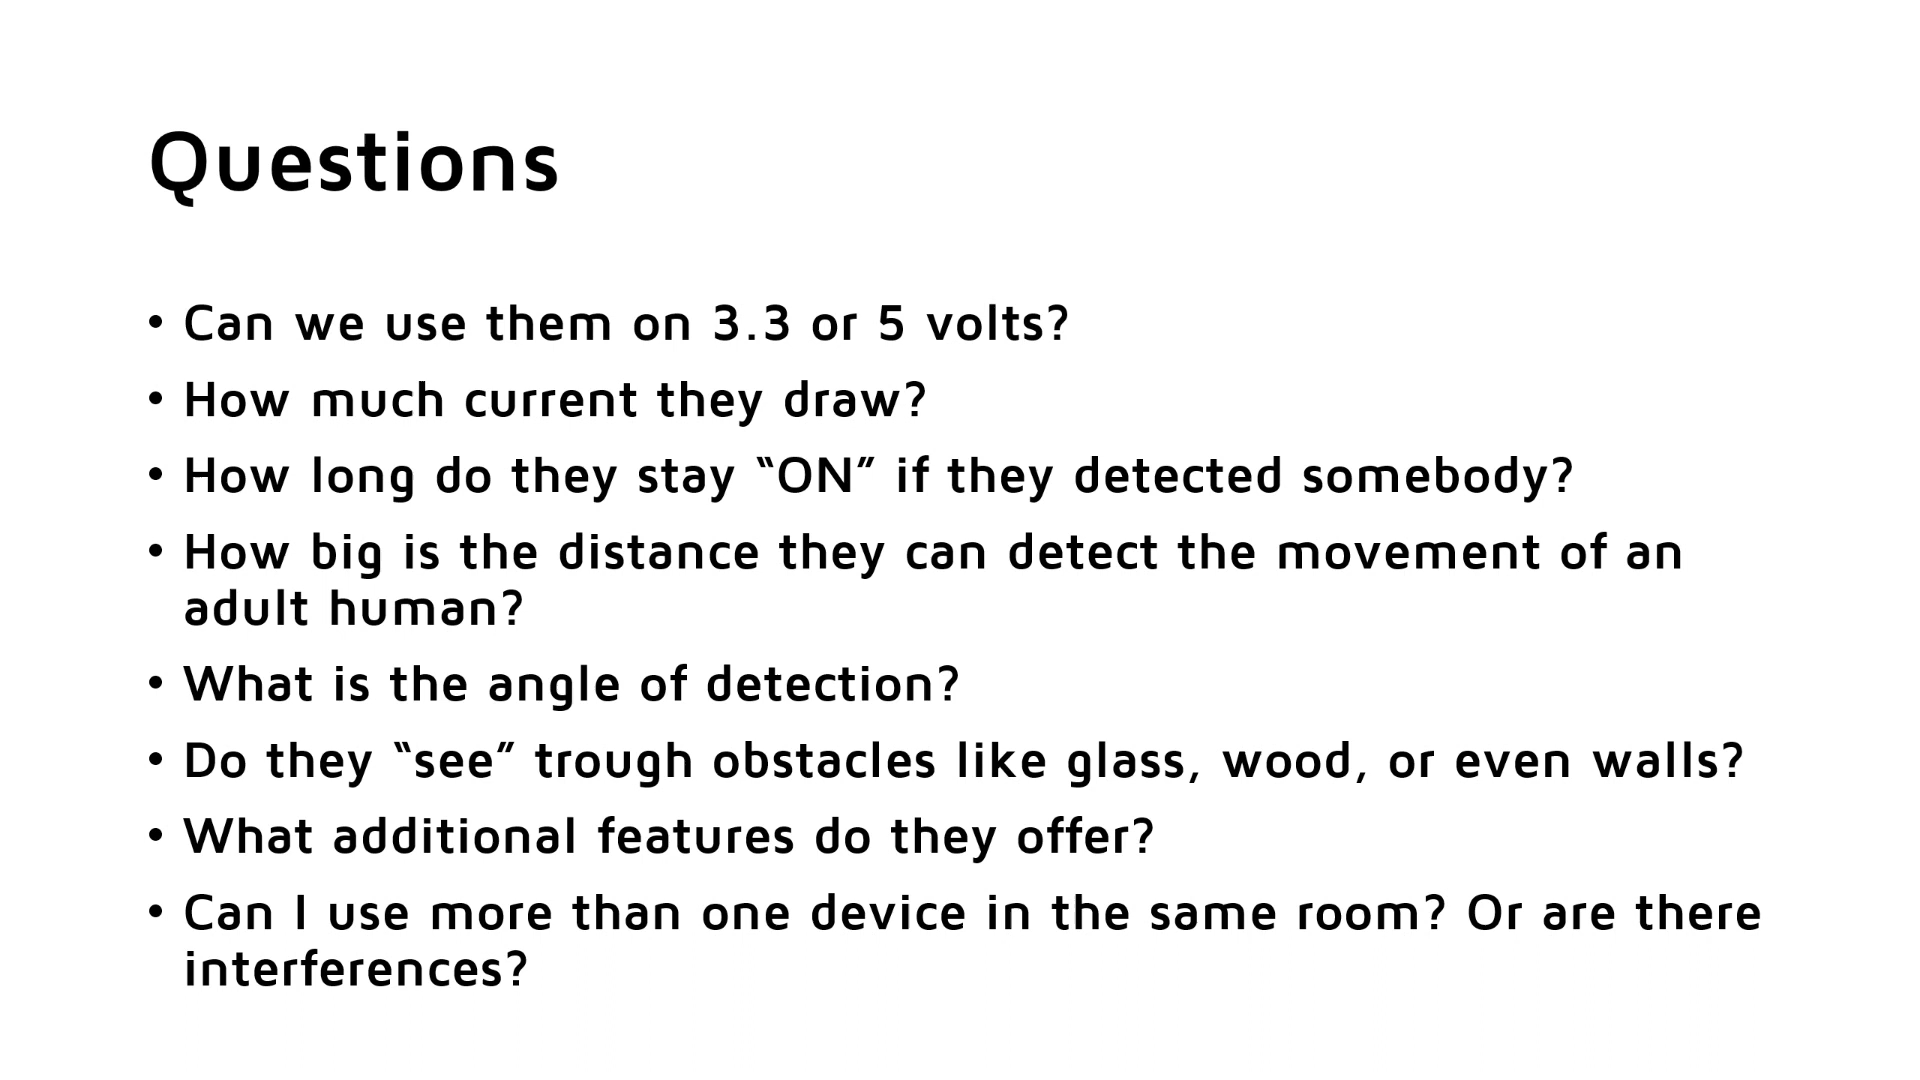 Questions
• Can we use them on 3.3 or 5 volts?
• How much current they draw?
• How long do they stay “ON” if they detected somebody?
• How big is the distance they can detect the movement of an
adult human?
• What is the angle of detection?
• Do they “see” trough obstacles like glass, wood, or even walls?
• What additional features do they offer?
• Can I use more than one device in the same room? Or are there
interferences?